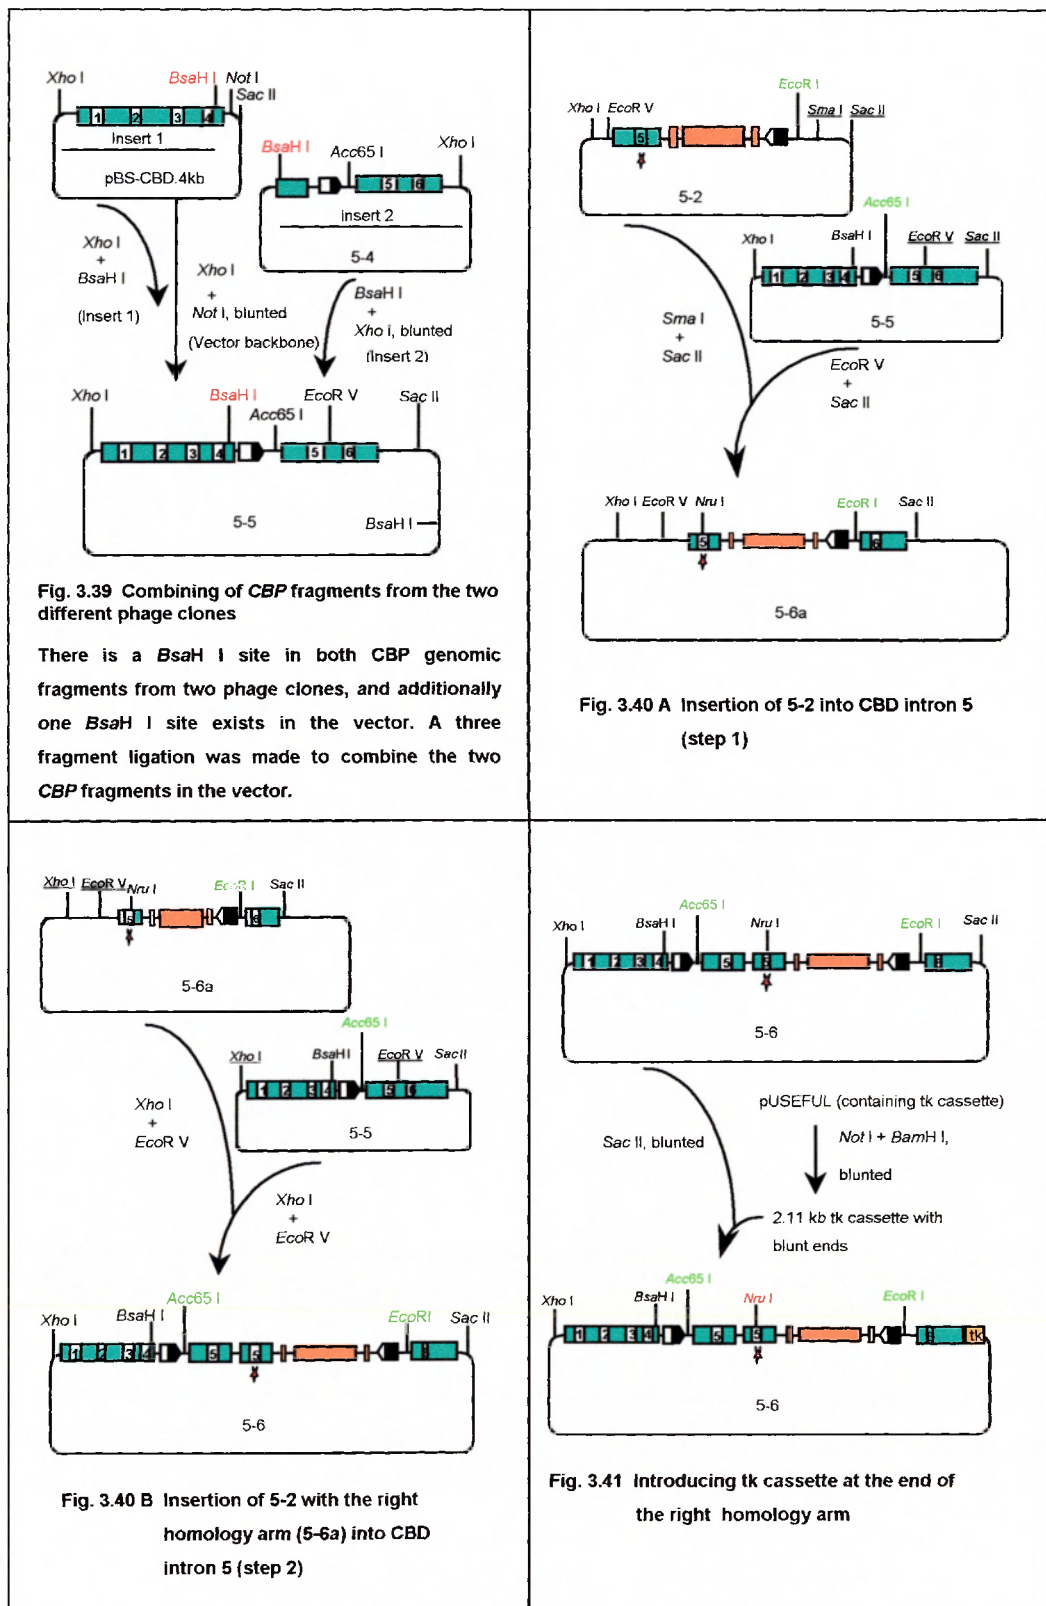 Xho I
BsaH I
Not I
Sac II
1 2 3 4
Insert 1
pBS-CBD.4kb
BsaH I
Acc65 I
Xho I
5 6
Insert 2
5-4
Xho I
+
BsaH I
(Insert 1)
Xho I
+
Not I, blunted
(Vector backbone)
BsaH I
+
Xho I, blunted
(Insert 2)
Xho I
BsaH I
Acc65 I
EcoR V
Sac II
1 2 3 4 5 6
5-5
BsaH I
Fig. 3.39 Combining of CBP fragments from the two
different phage clones
There is a BsaH I site in both CBP genomic
fragments from two phage clones, and additionally
one BsaH I site exists in the vector. A three
fragment ligation was made to combine the two
CBP fragments in the vector.
EcoR I
Xho I EcoR V
Sma I Sac II
5
5-2
Acc65 I
Xho I
BsaH I
EcoR V
Sac II
1 2 3 4 5 6
5-5
Sma I
+
Sac II
EcoR V
+
Sac II
Xho I EcoR V Nru I
EcoR I
Sac II
5 6
5-6a
Fig. 3.40 A Insertion of 5-2 into CBD intron 5
(step 1)
Xho I EcoR V Nru I
EcoR I
Sac II
5 6
5-6a
Acc65 I
Xho I
BsaH I
EcoR V
Sac II
1 2 3 4 5 6
5-5
Xho I
+
EcoR V
Xho I
+
EcoR V
Xho I
BsaH I
Acc65 I
EcoRI
Sac II
1 2 3 4 5 5
5-6
Fig. 3.40 B Insertion of 5-2 with the right
homology arm (5-6a) into CBD
intron 5 (step 2)
Xho I
BsaH I
Acc65 I
Nru I
EcoR I
Sac II
1 2 3 4 5 5
5-6
pUSEFUL (containing tk cassette)
Sac II, blunted
Not I + BamH I,
blunted
2.11 kb tk cassette with
blunt ends
Xho I
BsaH I
Acc65 I
Nru I
EcoR I
1 2 3 4 5 5 tk
5-6
Fig. 3.41 Introducing tk cassette at the end of
the right homology arm